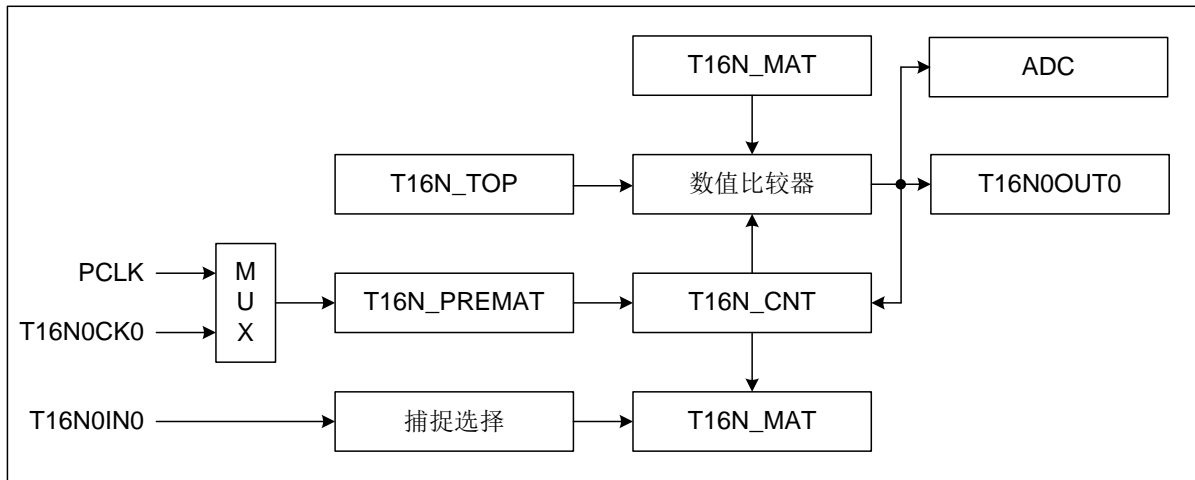 T16N_MAT
ADC
T16N_TOP
数值比较器
T16N0OUT0
PCLK
MUX
T16N_PREMAT
T16N_CNT
T16N0CK0
T16N0IN0
捕捉选择
T16N_MAT